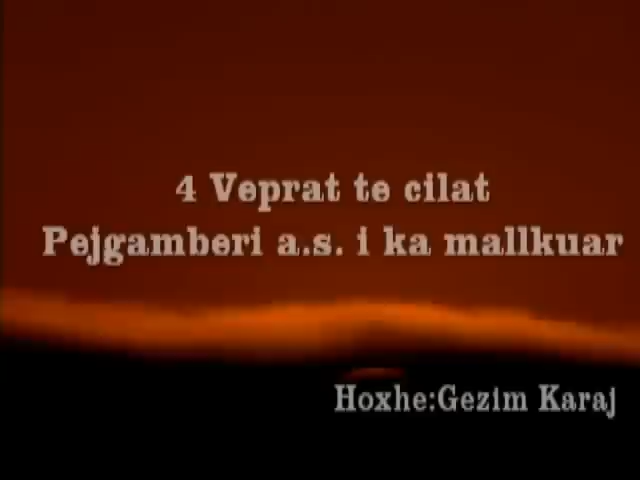 4 Veprat te cilat
Pejgamberi a.s. i ka mallkuar
Hoxhe:Gezim Karaj